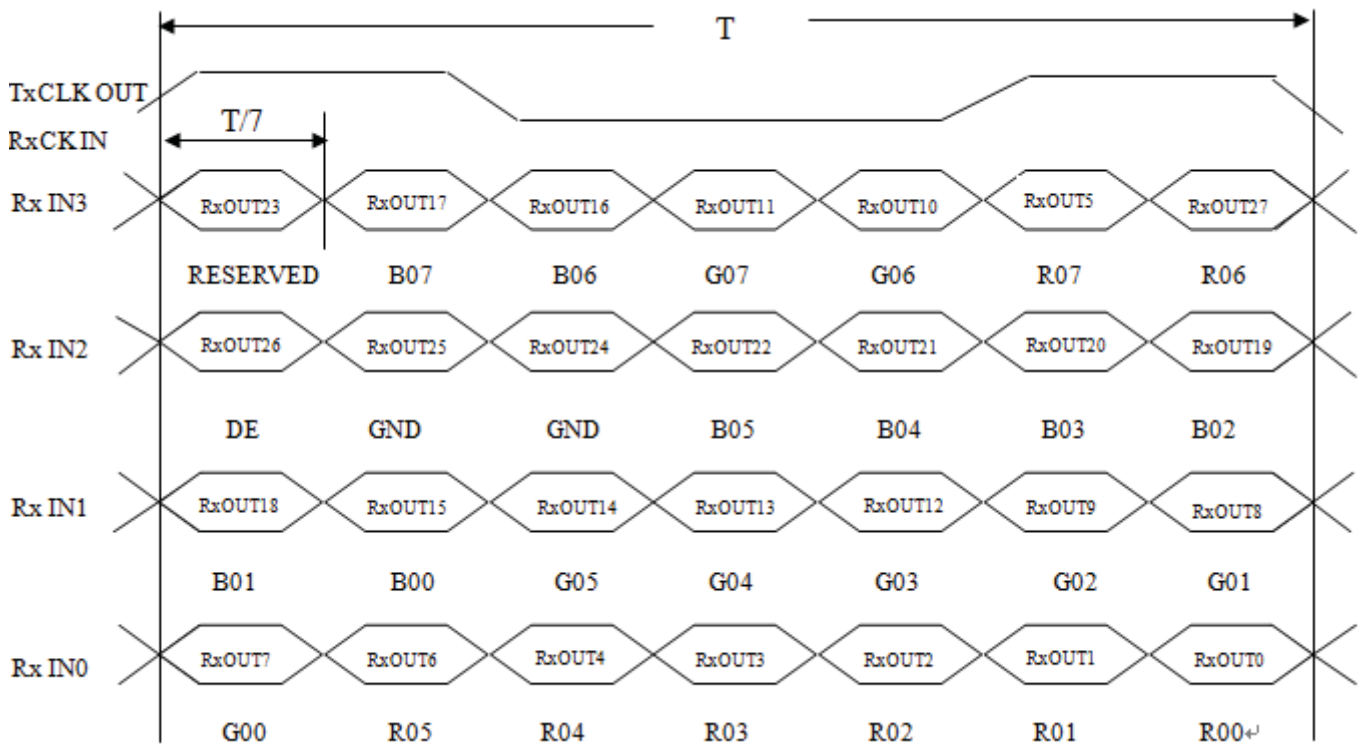 T
TxCLK OUT
T/7
RxCK IN
Rx IN3 RxOUT23 RxOUT17 RxOUT16 RxOUT11 RxOUT10 RxOUT5 RxOUT27
RESERVED B07 B06 G07 G06 R07 R06
Rx IN2 RxOUT26 RxOUT25 RxOUT24 RxOUT22 RxOUT21 RxOUT20 RxOUT19
DE GND GND B05 B04 B03 B02
Rx IN1 RxOUT18 RxOUT15 RxOUT14 RxOUT13 RxOUT12 RxOUT9 RxOUT8
B01 B00 G05 G04 G03 G02 G01
Rx IN0 RxOUT7 RxOUT6 RxOUT4 RxOUT3 RxOUT2 RxOUT1 RxOUT0
G00 R05 R04 R03 R02 R01 R00↵